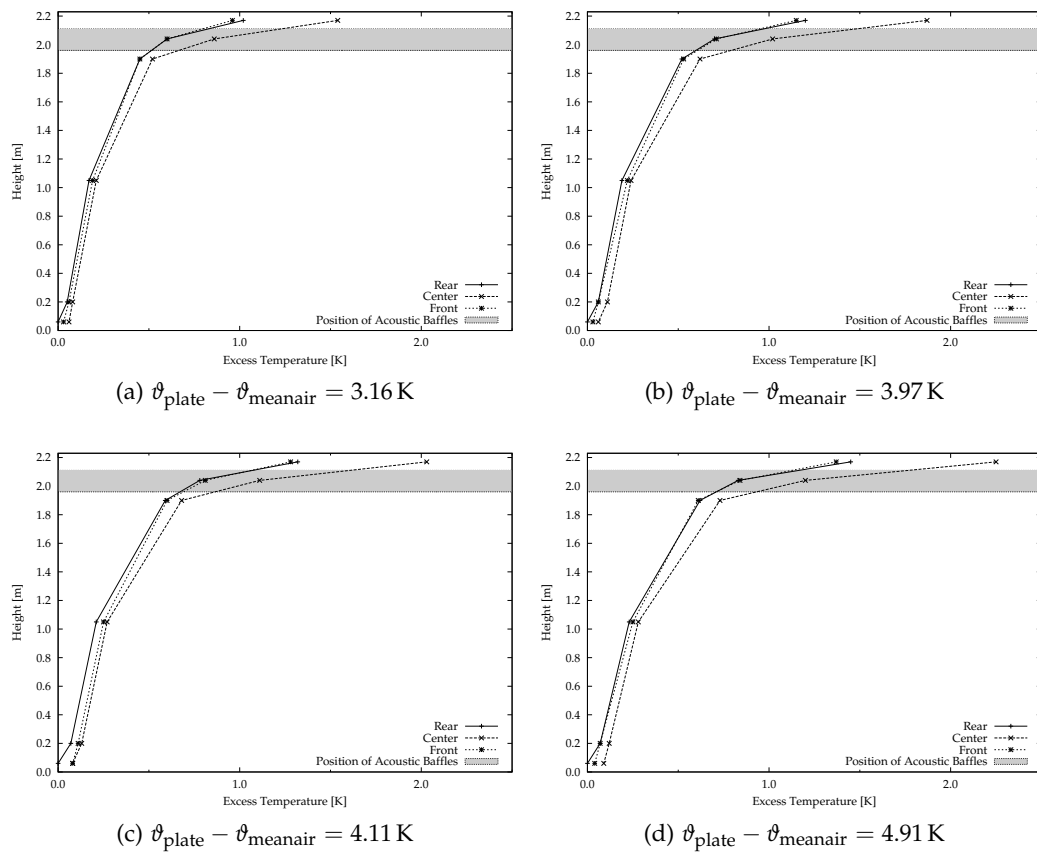 2.2
2.0
1.8
1.6
1.4
1.2
1.0
0.8
0.6
0.4
0.2
0.0
Height [m]
Rear
Center
Front
Position of Acoustic Baffles
0.0 1.0 2.0
Excess Temperature [K]
(a) ϑplate − ϑmeanair = 3.16 K
2.2
2.0
1.8
1.6
1.4
1.2
1.0
0.8
0.6
0.4
0.2
0.0
Height [m]
Rear
Center
Front
Position of Acoustic Baffles
0.0 1.0 2.0
Excess Temperature [K]
(b) ϑplate − ϑmeanair = 3.97 K
2.2
2.0
1.8
1.6
1.4
1.2
1.0
0.8
0.6
0.4
0.2
0.0
Height [m]
Rear
Center
Front
Position of Acoustic Baffles
0.0 1.0 2.0
Excess Temperature [K]
(c) ϑplate − ϑmeanair = 4.11 K
2.2
2.0
1.8
1.6
1.4
1.2
1.0
0.8
0.6
0.4
0.2
0.0
Height [m]
Rear
Center
Front
Position of Acoustic Baffles
0.0 1.0 2.0
Excess Temperature [K]
(d) ϑplate − ϑmeanair = 4.91 K